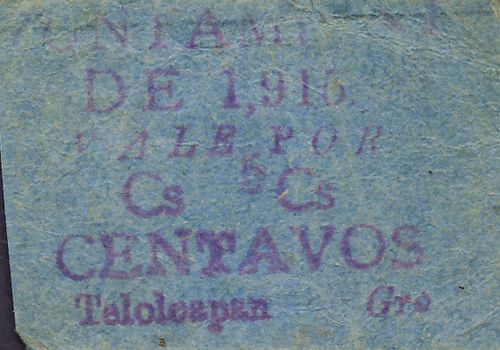 DE 1,915.
VALE POR
Cs 5 Cs
CENTAVOS
Teloloapan Gro